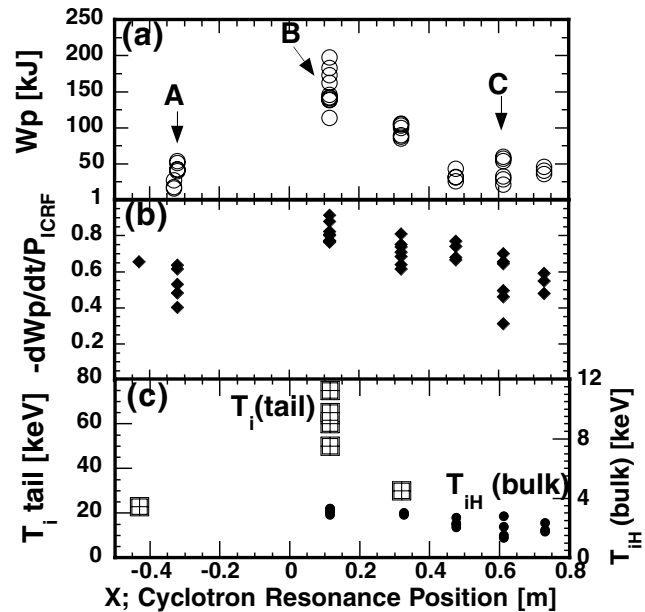 (a)
B
A
C
Wp [kJ]
250
200
150
100
50
1
(b)
-dWp/dt/P_ICRF
0.8
0.6
0.4
0.2
(c)
T_i tail [keV]
80
60
40
20
0
T_i(tail)
T_iH (bulk)
12
8
4
0
T_iH (bulk) [keV]
-0.4 -0.2 0 0.2 0.4 0.6 0.8
X; Cyclotron Resonance Position [m]